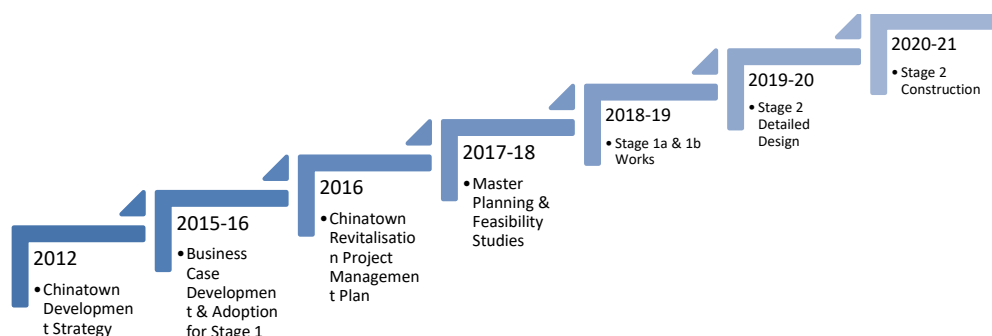 2012
•Chinatown
Developmen
t Strategy
2015-16
•Business
Case
Developmen
t & Adoption
for Stage 1
2016
•Chinatown
Revitalisatio
n Project
Managemen
t Plan
2017-18
•Master
Planning &
Feasibility
Studies
2018-19
•Stage 1a & 1b
Works
2019-20
•Stage 2
Detailed
Design
2020-21
•Stage 2
Construction